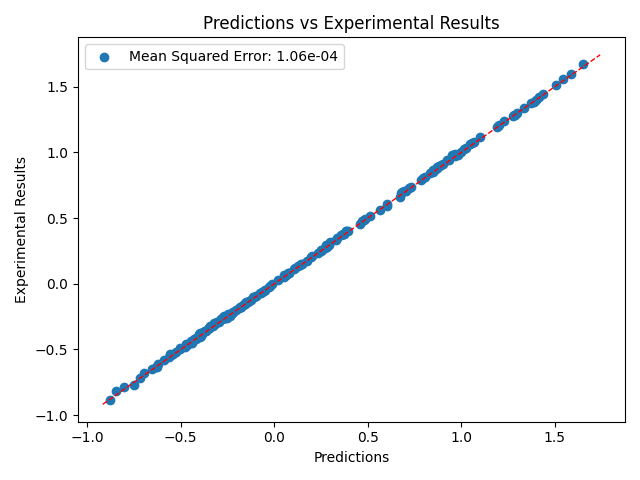 Predictions vs Experimental Results
Mean Squared Error: 1.06e-04
Experimental Results
1.5
1.0
0.5
0.0
−0.5
−1.0
−1.0 −0.5 0.0 0.5 1.0 1.5
Predictions